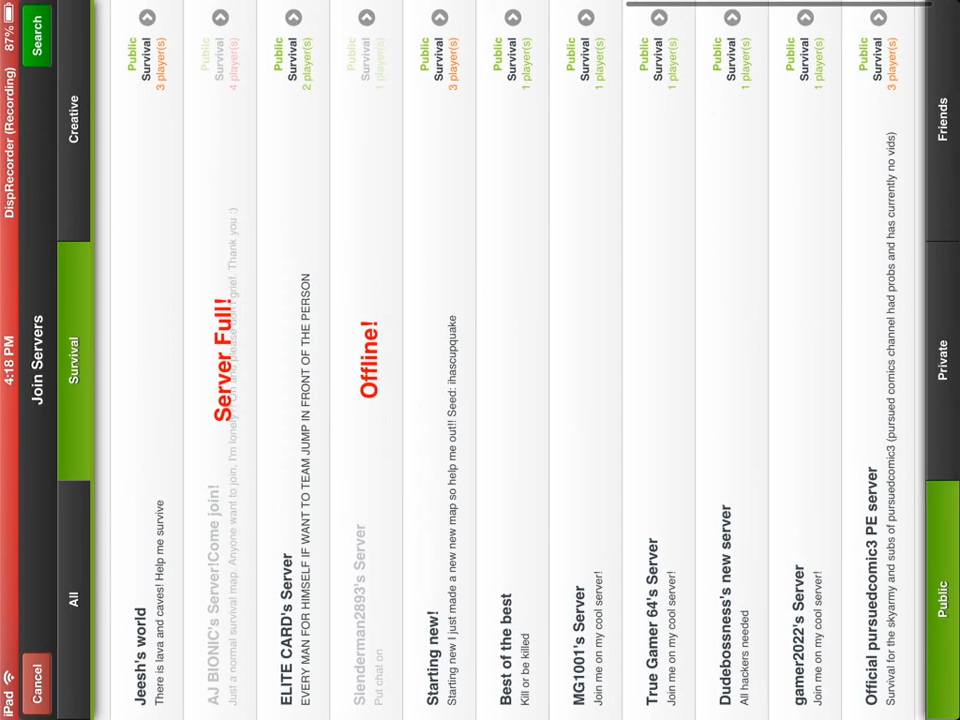 iPad 4:18 PM DispRecorder (Recording) 87%
Cancel Join Servers Search
All Survival Creative
Jeesh's world
There is lava and caves! Help me survive
Public
Survival
3 player(s)
AJ BIONIC's Server!Come join!
Just a normal survival map. Anyone want to join, I'm lonely :( Oh and please don't grief. Thank you :)
Server Full!
Public
Survival
4 player(s)
ELITE CARD's Server
EVERY MAN FOR HIMSELF IF WANT TO TEAM JUMP IN FRONT OF THE PERSON
Public
Survival
2 player(s)
Slenderman2893's Server
Put chat on
Offline!
Public
Survival
1 player(s)
Starting new!
Starting new I just made a new new map so help me out!! Seed: ihascupquake
Public
Survival
3 player(s)
Best of the best
Kill or be killed
Public
Survival
1 player(s)
MG1001's Server
Join me on my cool server!
Public
Survival
1 player(s)
True Gamer 64's Server
Join me on my cool server!
Public
Survival
1 player(s)
Dudebossness's new server
All hackers needed
Public
Survival
1 player(s)
gamer2022's Server
Join me on my cool server!
Public
Survival
1 player(s)
Official pursuedcomic3 PE server
Survival for the skyarmy and subs of pursuedcomic3 (pursued comics channel had probs and has currently no vids)
Public
Survival
3 player(s)
Public Private Friends